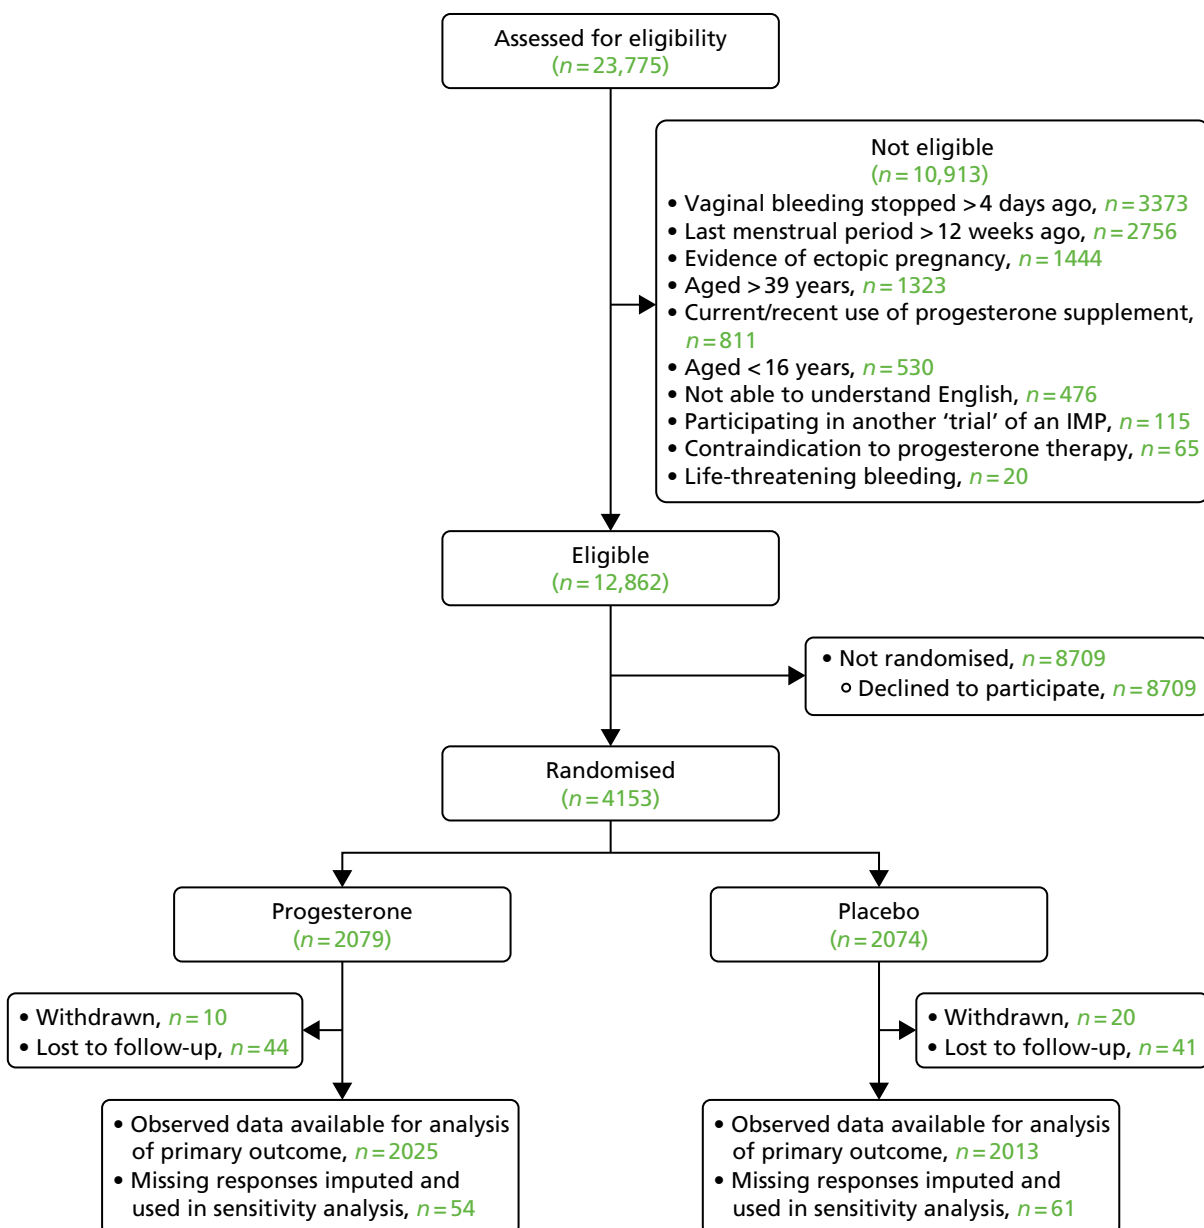 Assessed for eligibility
(n = 23,775)
Not eligible
(n = 10,913)
• Vaginal bleeding stopped > 4 days ago, n = 3373
• Last menstrual period > 12 weeks ago, n = 2756
• Evidence of ectopic pregnancy, n = 1444
• Aged > 39 years, n = 1323
• Current/recent use of progesterone supplement,
n = 811
• Aged < 16 years, n = 530
• Not able to understand English, n = 476
• Participating in another ‘trial’ of an IMP, n = 115
• Contraindication to progesterone therapy, n = 65
• Life-threatening bleeding, n = 20
Eligible
(n = 12,862)
• Not randomised, n = 8709
○ Declined to participate, n = 8709
Randomised
(n = 4153)
Progesterone
(n = 2079)
Placebo
(n = 2074)
• Withdrawn, n = 10
• Lost to follow-up, n = 44
• Withdrawn, n = 20
• Lost to follow-up, n = 41
• Observed data available for analysis
of primary outcome, n = 2025
• Missing responses imputed and
used in sensitivity analysis, n = 54
• Observed data available for analysis
of primary outcome, n = 2013
• Missing responses imputed and
used in sensitivity analysis, n = 61